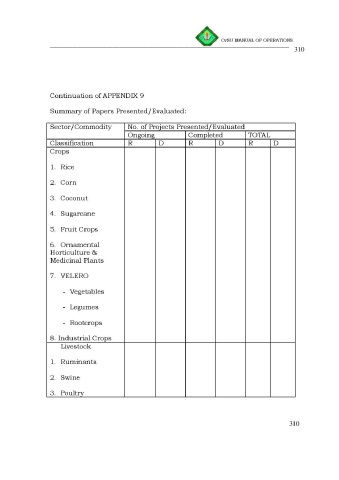 CvSU MANUAL OF OPERATIONS
310
Continuation of APPENDIX 9
Summary of Papers Presented/Evaluated:
Sector/Commodity No. of Projects Presented/Evaluated
Ongoing Completed TOTAL
Classification R D R D R D
Crops
1. Rice
2. Corn
3. Coconut
4. Sugarcane
5. Fruit Crops
6. Ornamental
Horticulture &
Medicinal Plants
7. VELERO
- Vegetables
- Legumes
- Rootcrops
8. Industrial Crops
Livestock
1. Ruminants
2. Swine
3. Poultry
310